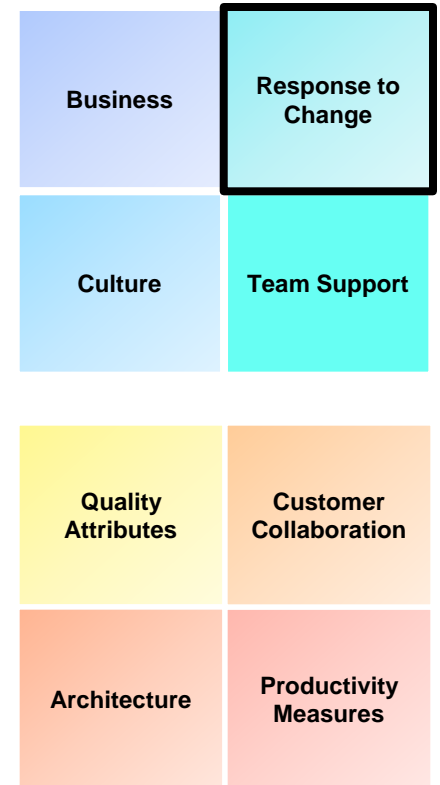 Business
Response to
Change
Culture
Team Support
Quality
Attributes
Customer
Collaboration
Architecture
Productivity
Measures